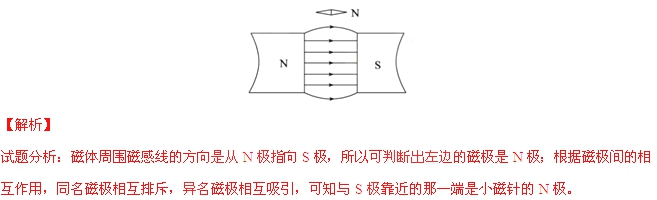 N
N S
【解析】
试题分析：磁体周围磁感线的方向是从 N 极指向 S 极，所以可判断出左边的磁极是 N 极；根据磁极间的相
互作用，同名磁极相互排斥，异名磁极相互吸引，可知与 S 极靠近的那一端是小磁针的 N 极。